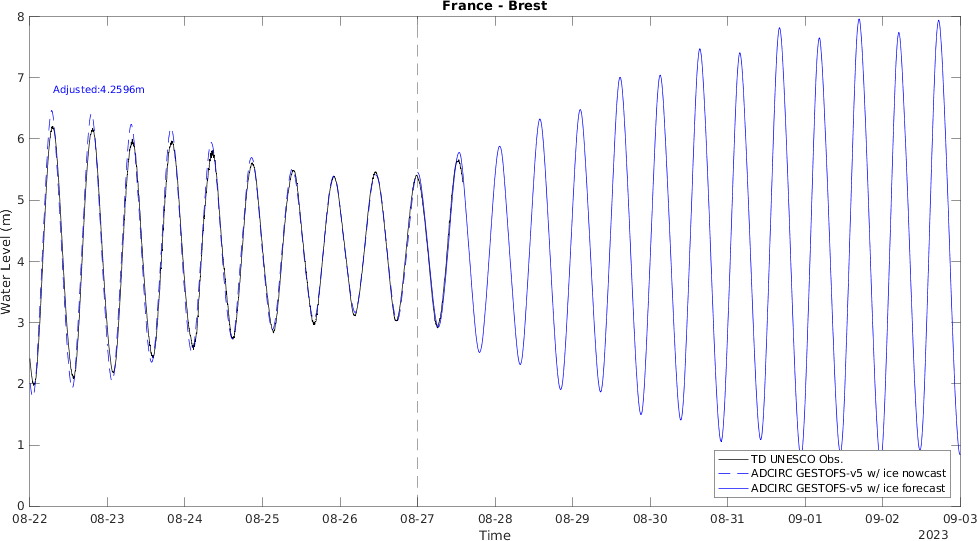 France - Brest
8
7
6
5
4
3
2
1
0
Water Level (m)
Adjusted:4.2596m
TD UNESCO Obs.
ADCIRC GESTOFS-v5 w/ ice nowcast
ADCIRC GESTOFS-v5 w/ ice forecast
08-22 08-23 08-24 08-25 08-26 08-27 08-28 08-29 08-30 08-31 09-01 09-02 09-03
Time
2023